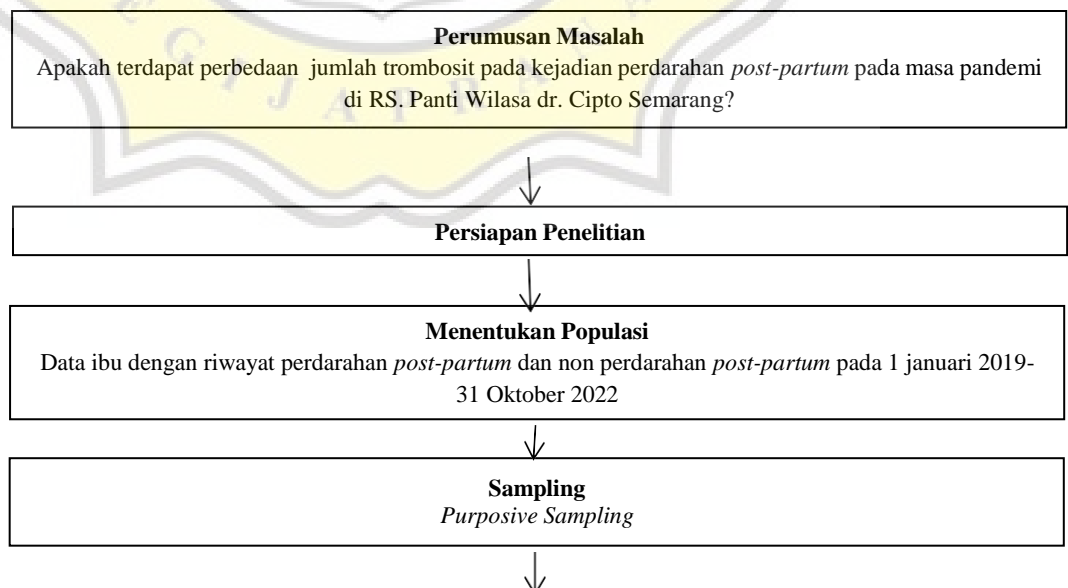 Perumusan Masalah
Apakah terdapat perbedaan jumlah trombosit pada kejadian perdarahan post-partum pada masa pandemi
di RS. Panti Wilasa dr. Cipto Semarang?
Persiapan Penelitian
Menentukan Populasi
Data ibu dengan riwayat perdarahan post-partum dan non perdarahan post-partum pada 1 januari 2019-
31 Oktober 2022
Sampling
Purposive Sampling